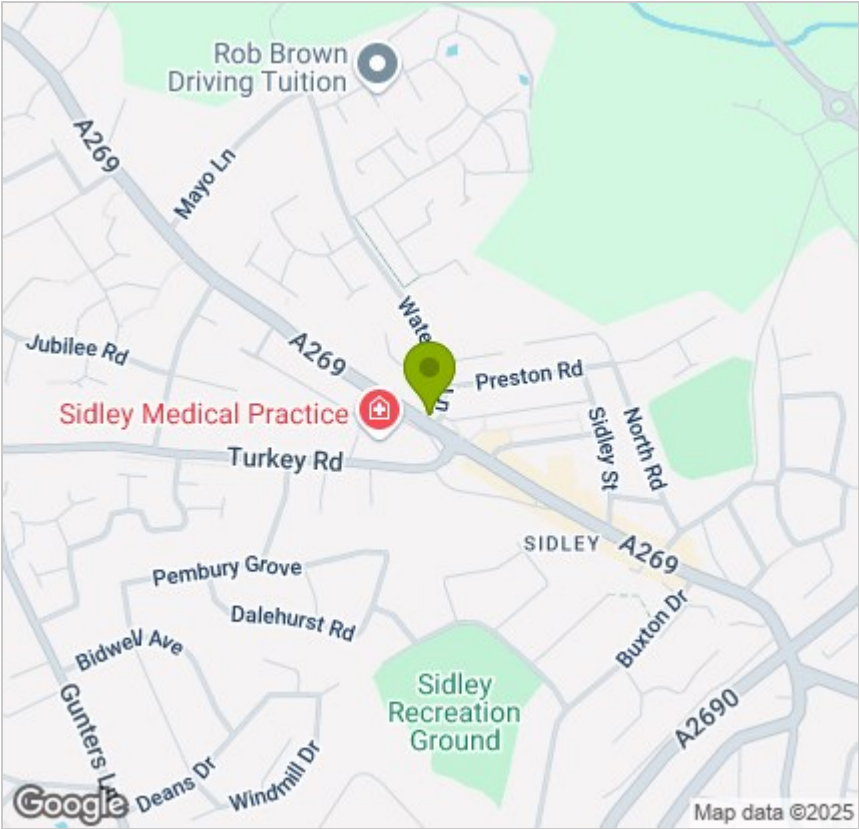 Rob Brown
Driving Tuition
A269
Mayo Ln
Jubilee Rd
A269
Preston Rd
Sidley Medical Practice
Turkey Rd
Sidley St
North Rd
SIDLEY
A269
Pembury Grove
Dalehurst Rd
Bidwell Ave
Buxton Dr
Sidley
Recreation
Ground
A2690
Gunters
Deans Dr
Windmill Dr
Google
Map data ©2025